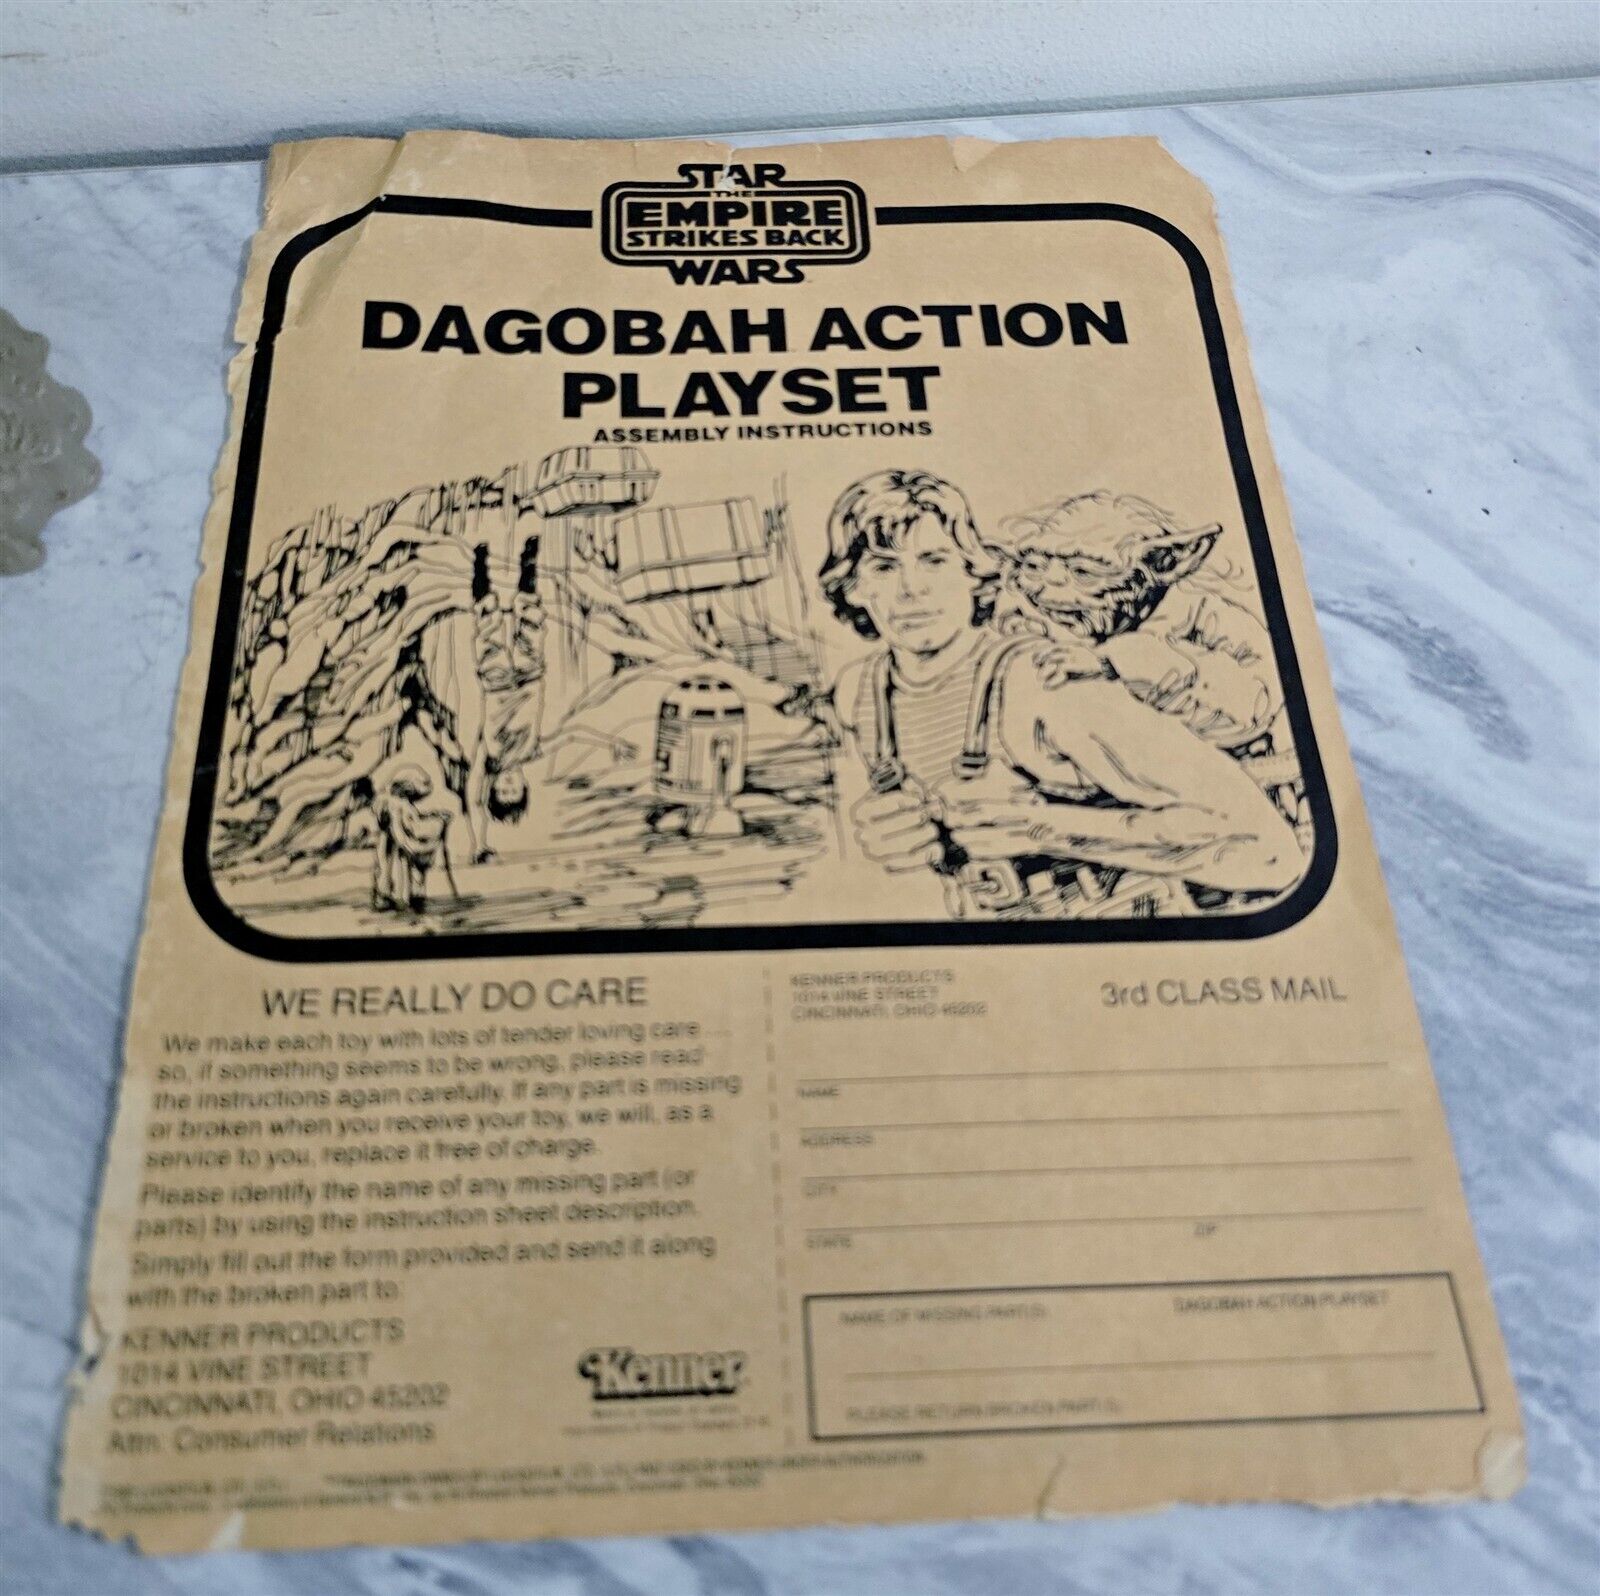 STAR
THE
EMPIRE
STRIKES BACK
WARS
DAGOBAH ACTION
PLAYSET
ASSEMBLY INSTRUCTIONS
WE REALLY DO CARE
We make each toy with lots of tender loving care ...
so, if something seems to be wrong, please read
the instructions again carefully. If any part is missing
or broken when you receive your toy, we will, as a
service to you, replace it free of charge.
Please identify the name of any missing part (or
parts) by using the instruction sheet description.
Simply fill out the form provided and send it along
with the broken part to:
KENNER PRODUCTS
1014 VINE STREET
CINCINNATI, OHIO 45202
Attn: Consumer Relations
Kenner
KENNER PRODUCTS
1014 VINE STREET
CINCINNATI, OHIO 45202
3rd CLASS MAIL
NAME
ADDRESS
CITY
STATE ZIP
NAME OF MISSING PART(S) DAGOBAH ACTION PLAYSET
PLEASE RETURN BROKEN PART(S)